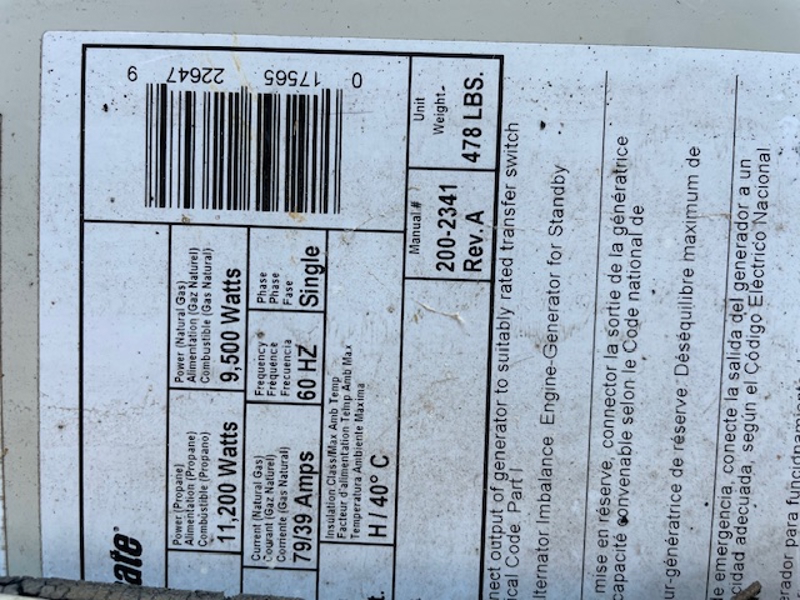 ate
Power (Propane)
Alimentation (Propane)
Combustible (Propano)
11,200 Watts
Power (Natural Gas)
Alimentation (Gaz Naturel)
Combustible (Gas Natural)
9,500 Watts
0 17565 22647 9
Current (Natural Gas)
Courant (Gaz Naturel)
Corriente (Gas Natural)
79/39 Amps
Frequency
Fréquence
Frecuencia
60 HZ
Phase
Phase
Fase
Single
t.
Insulation Class/Max Amb Temp
Facteur d'alimentation Temp Amb Max
Temperatura Ambiente Máxima
H / 40° C
Manual #
200-2341
Rev.A
Unit
Weight-
478 LBS.
nect output of generator to suitably rated transfer switch
ical Code. Part I
lternator Imbalance. Engine-Generator for Standby
mise en réserve, connector la sortie de la génératrice
capacité convenable selon le Code national de
ur-génératrice de réserve. Déséquilibre maximum de
e emergencia, conecte la salida del generador a un
cidad adecuada, según el Código Eléctrico Nacional
erador para funcionamiento